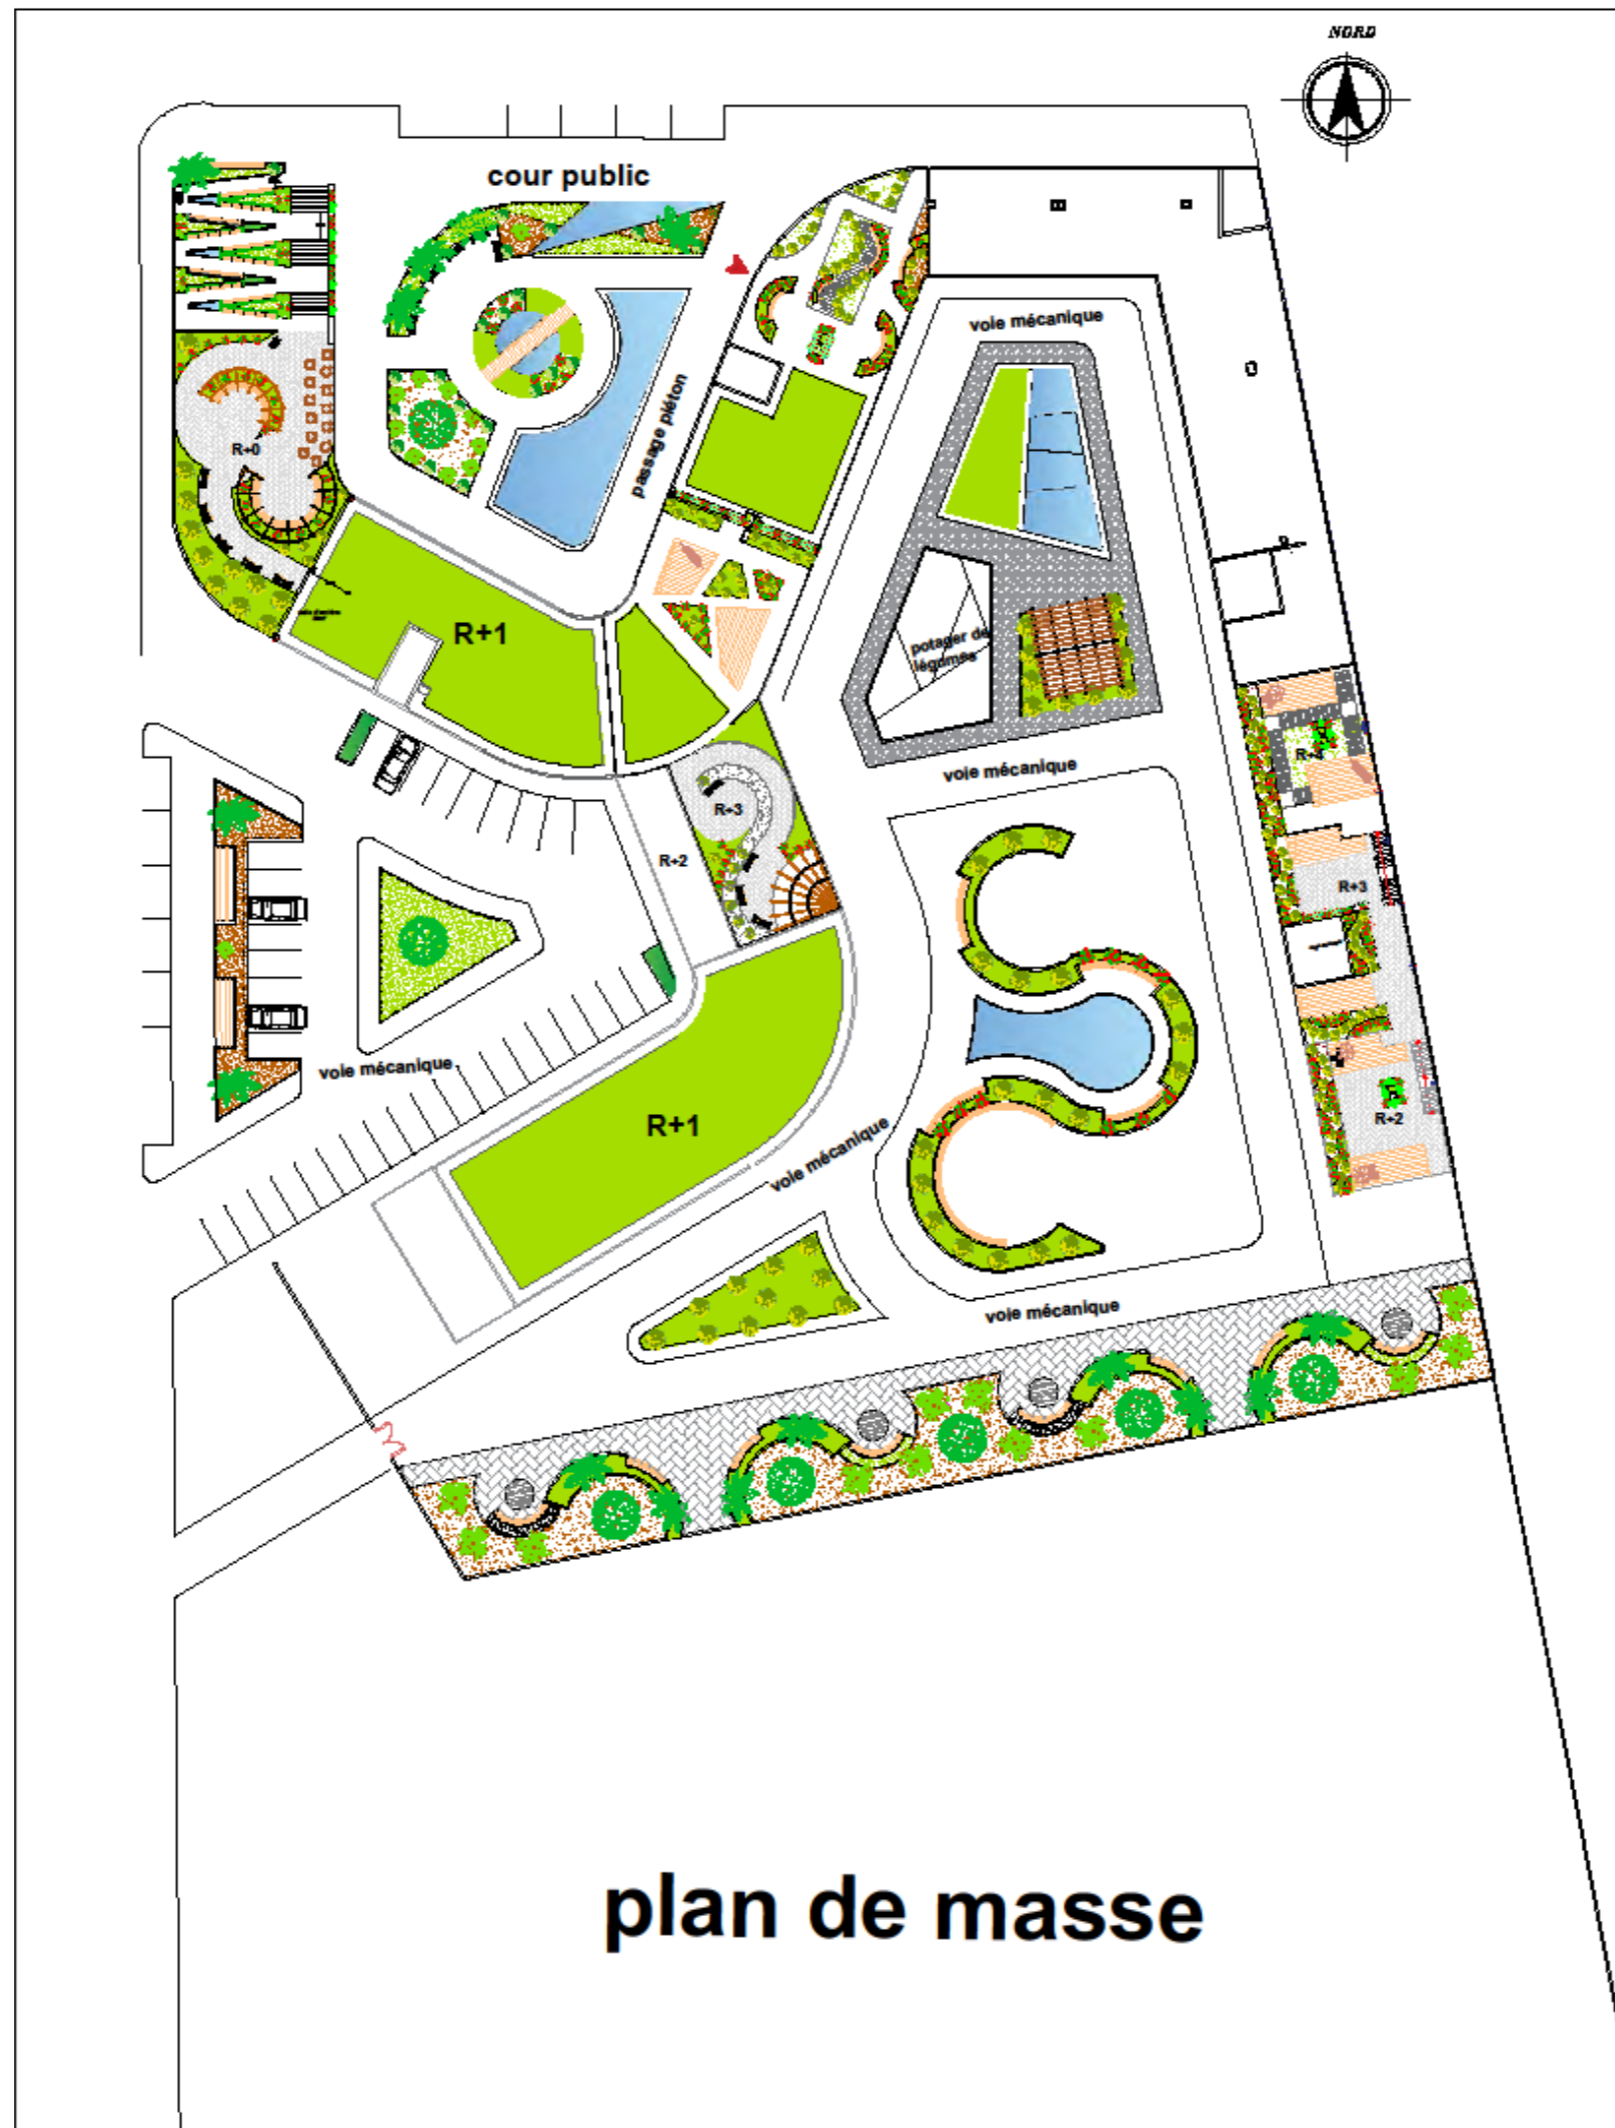 NORD
cour public
voie mécanique
passage piéton
R+0
R+1
potager de
légumes
voie mécanique
R+4
R+3
R+2
R+3
voie mécanique
R+1
voie mécanique
R+2
voie mécanique
plan de masse